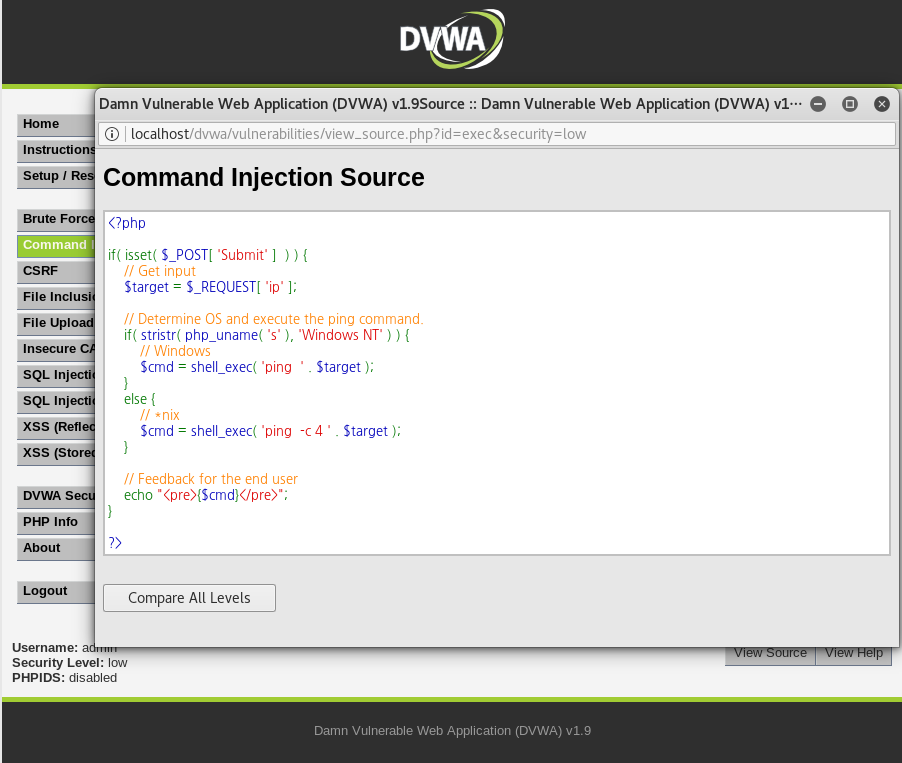 DVWA
Damn Vulnerable Web Application (DVWA) v1.9Source :: Damn Vulnerable Web Application (DVWA) v1···
localhost/dvwa/vulnerabilities/view_source.php?id=exec&security=low
Home
Instructions
Setup / Res
Brute Force
Command I
CSRF
File Inclusio
File Upload
Insecure CA
SQL Injectio
SQL Injectio
XSS (Reflec
XSS (Stored
DVWA Secu
PHP Info
About
Logout
Command Injection Source
<?php
if( isset( $_POST[ 'Submit' ]  ) ) {
    // Get input
    $target = $_REQUEST[ 'ip' ];
    // Determine OS and execute the ping command.
    if( stristr( php_uname( 's' ), 'Windows NT' ) ) {
        // Windows
        $cmd = shell_exec( 'ping  ' . $target );
    }
    else {
        // *nix
        $cmd = shell_exec( 'ping  -c 4 ' . $target );
    }
    // Feedback for the end user
    echo "<pre>{$cmd}</pre>";
}
?>
Compare All Levels
Username: admin
Security Level: low
PHPIDS: disabled
View Source View Help
Damn Vulnerable Web Application (DVWA) v1.9